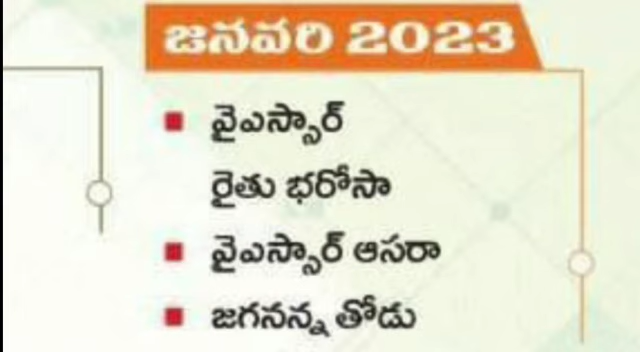 జనవరి 2023
వైఎస్సార్
రైతు భరోసా
వైఎస్సార్ ఆసరా
జగనన్న తోడు